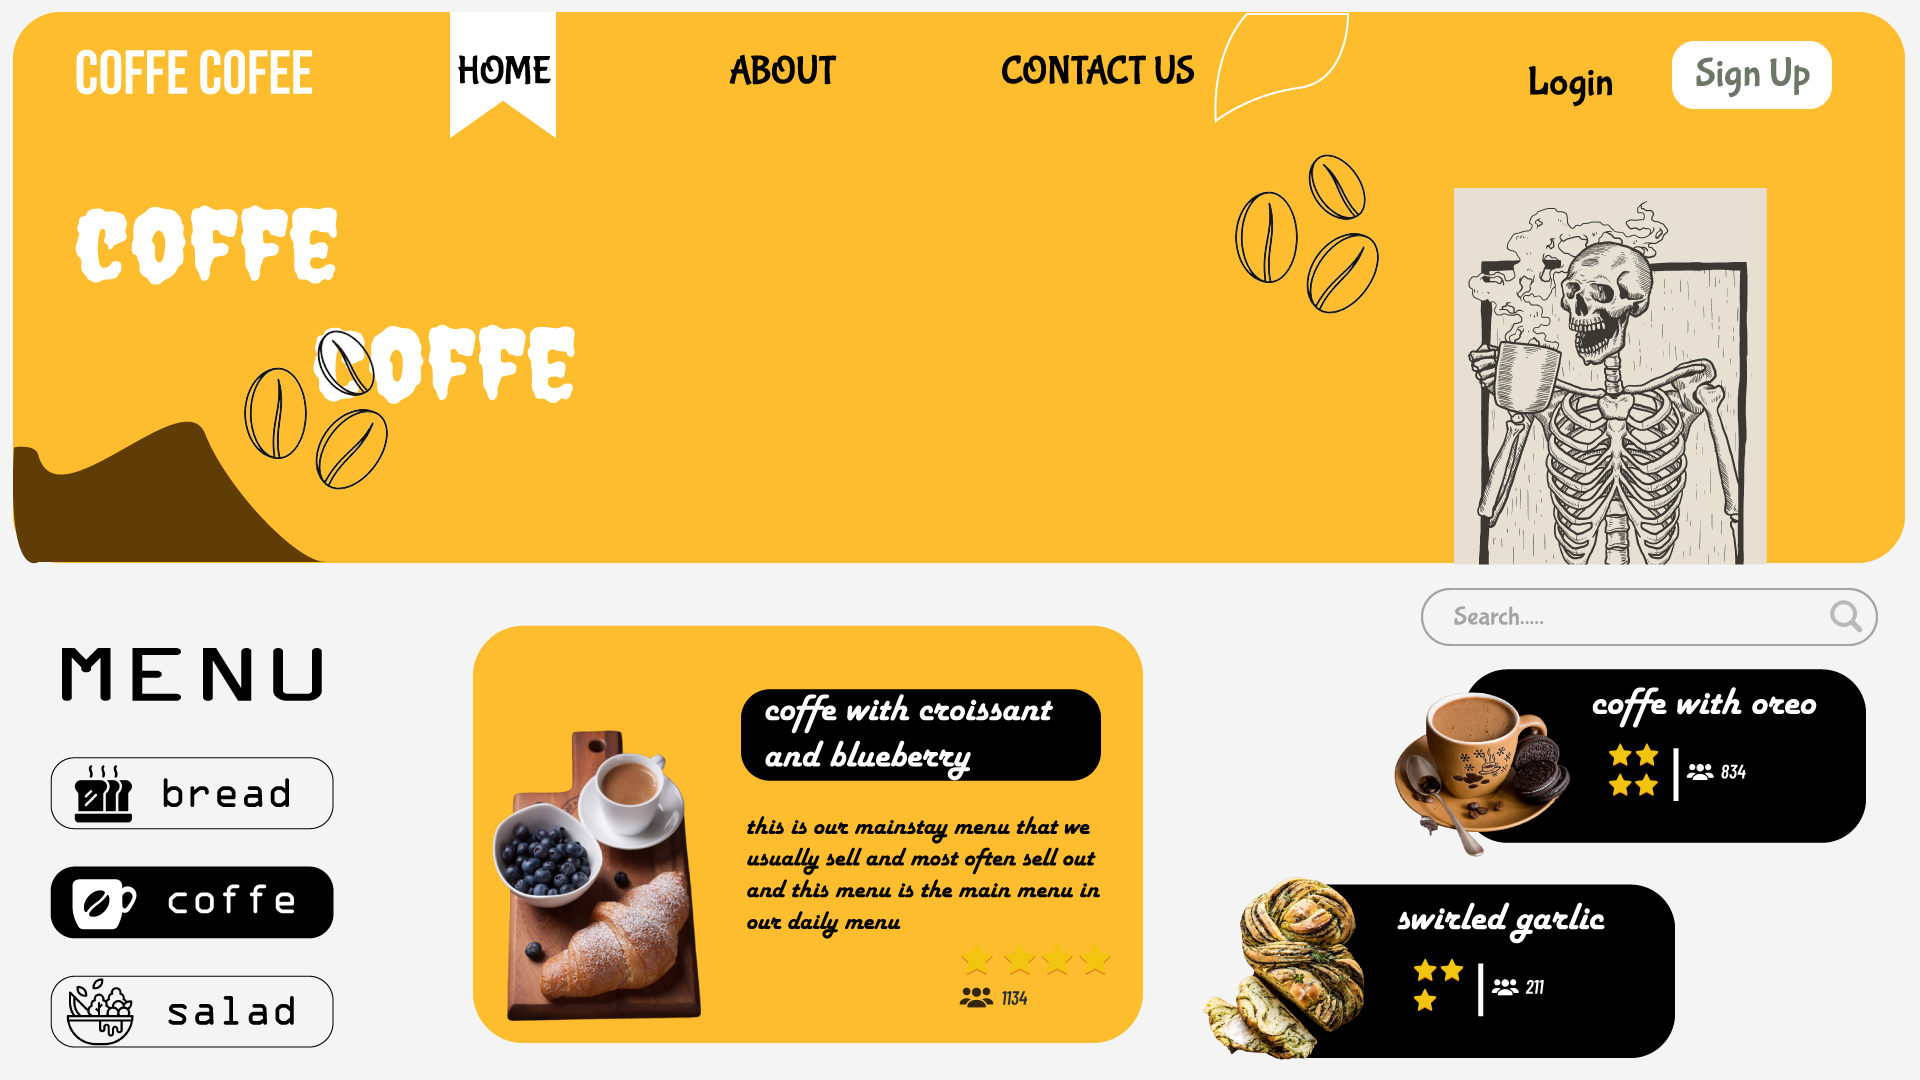 COFFE COFEE
HOME
ABOUT
CONTACT US
Login
Sign Up
COFFE
COFFE
Search.....
MENU
bread
coffe
salad
coffe with croissant
and blueberry
this is our mainstay menu that we
usually sell and most often sell out
and this menu is the main menu in
our daily menu
1134
coffe with oreo
834
swirled garlic
211